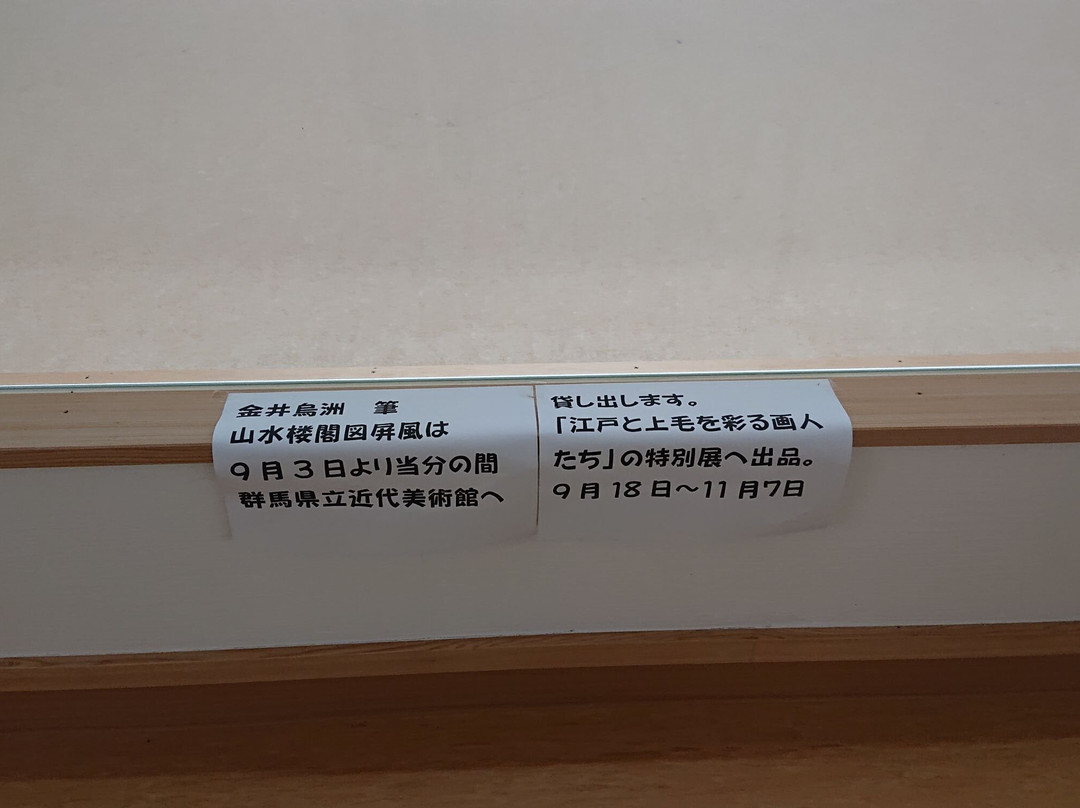 金井烏洲　筆
山水楼閣図屏風は
９月３日より当分の間
群馬県立近代美術館へ
貸し出します。
「江戸と上毛を彩る画人
たち」の特別展へ出品。
９月18日～11月7日